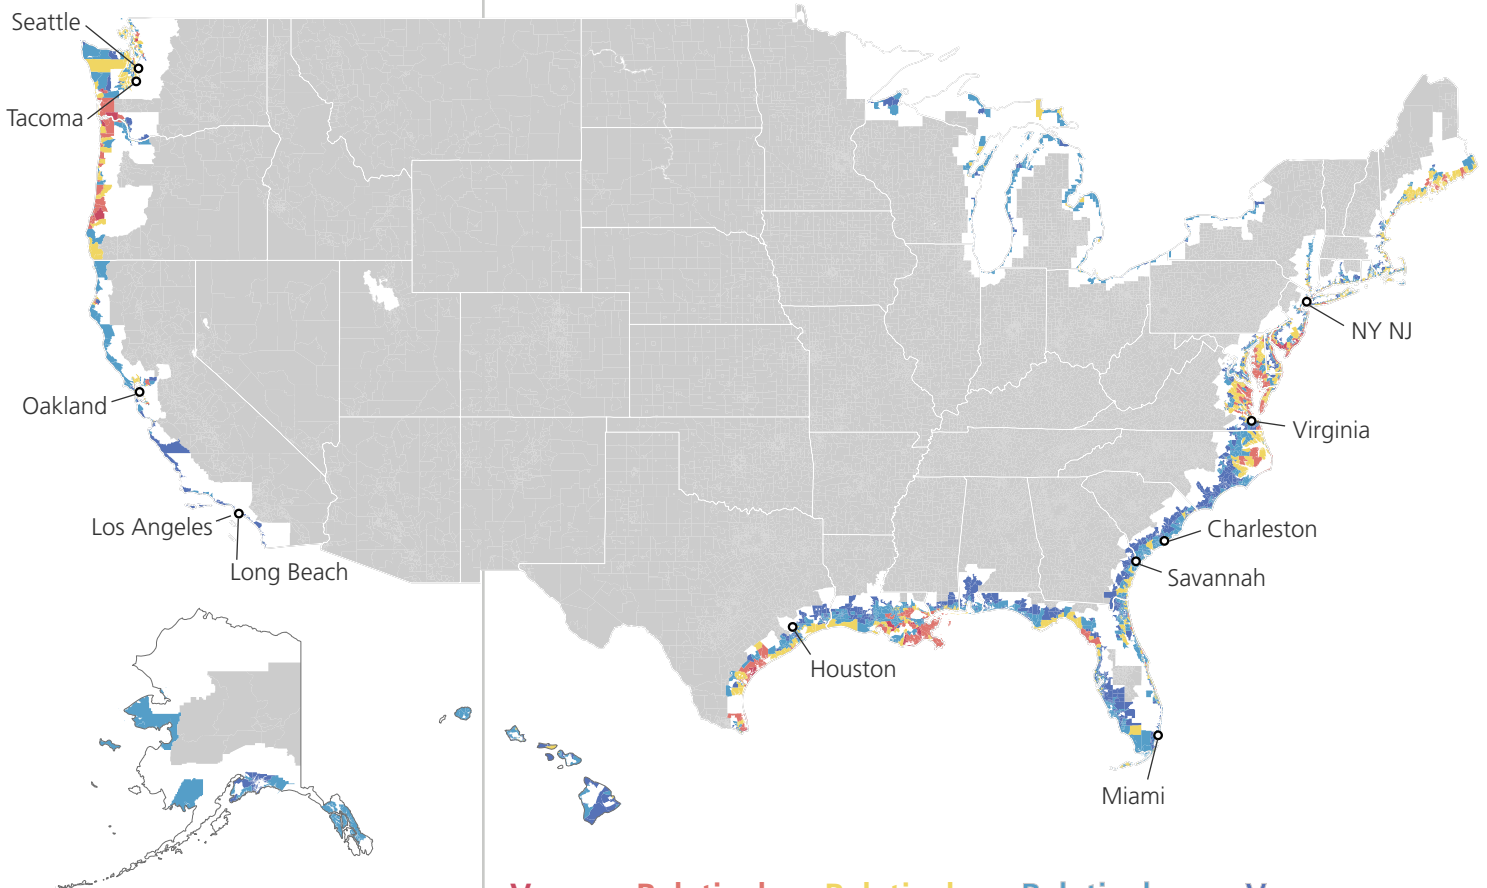 Seattle
Tacoma
NY NJ
Oakland
Virginia
Los Angeles
Charleston
Long Beach
Savannah
Houston
Miami